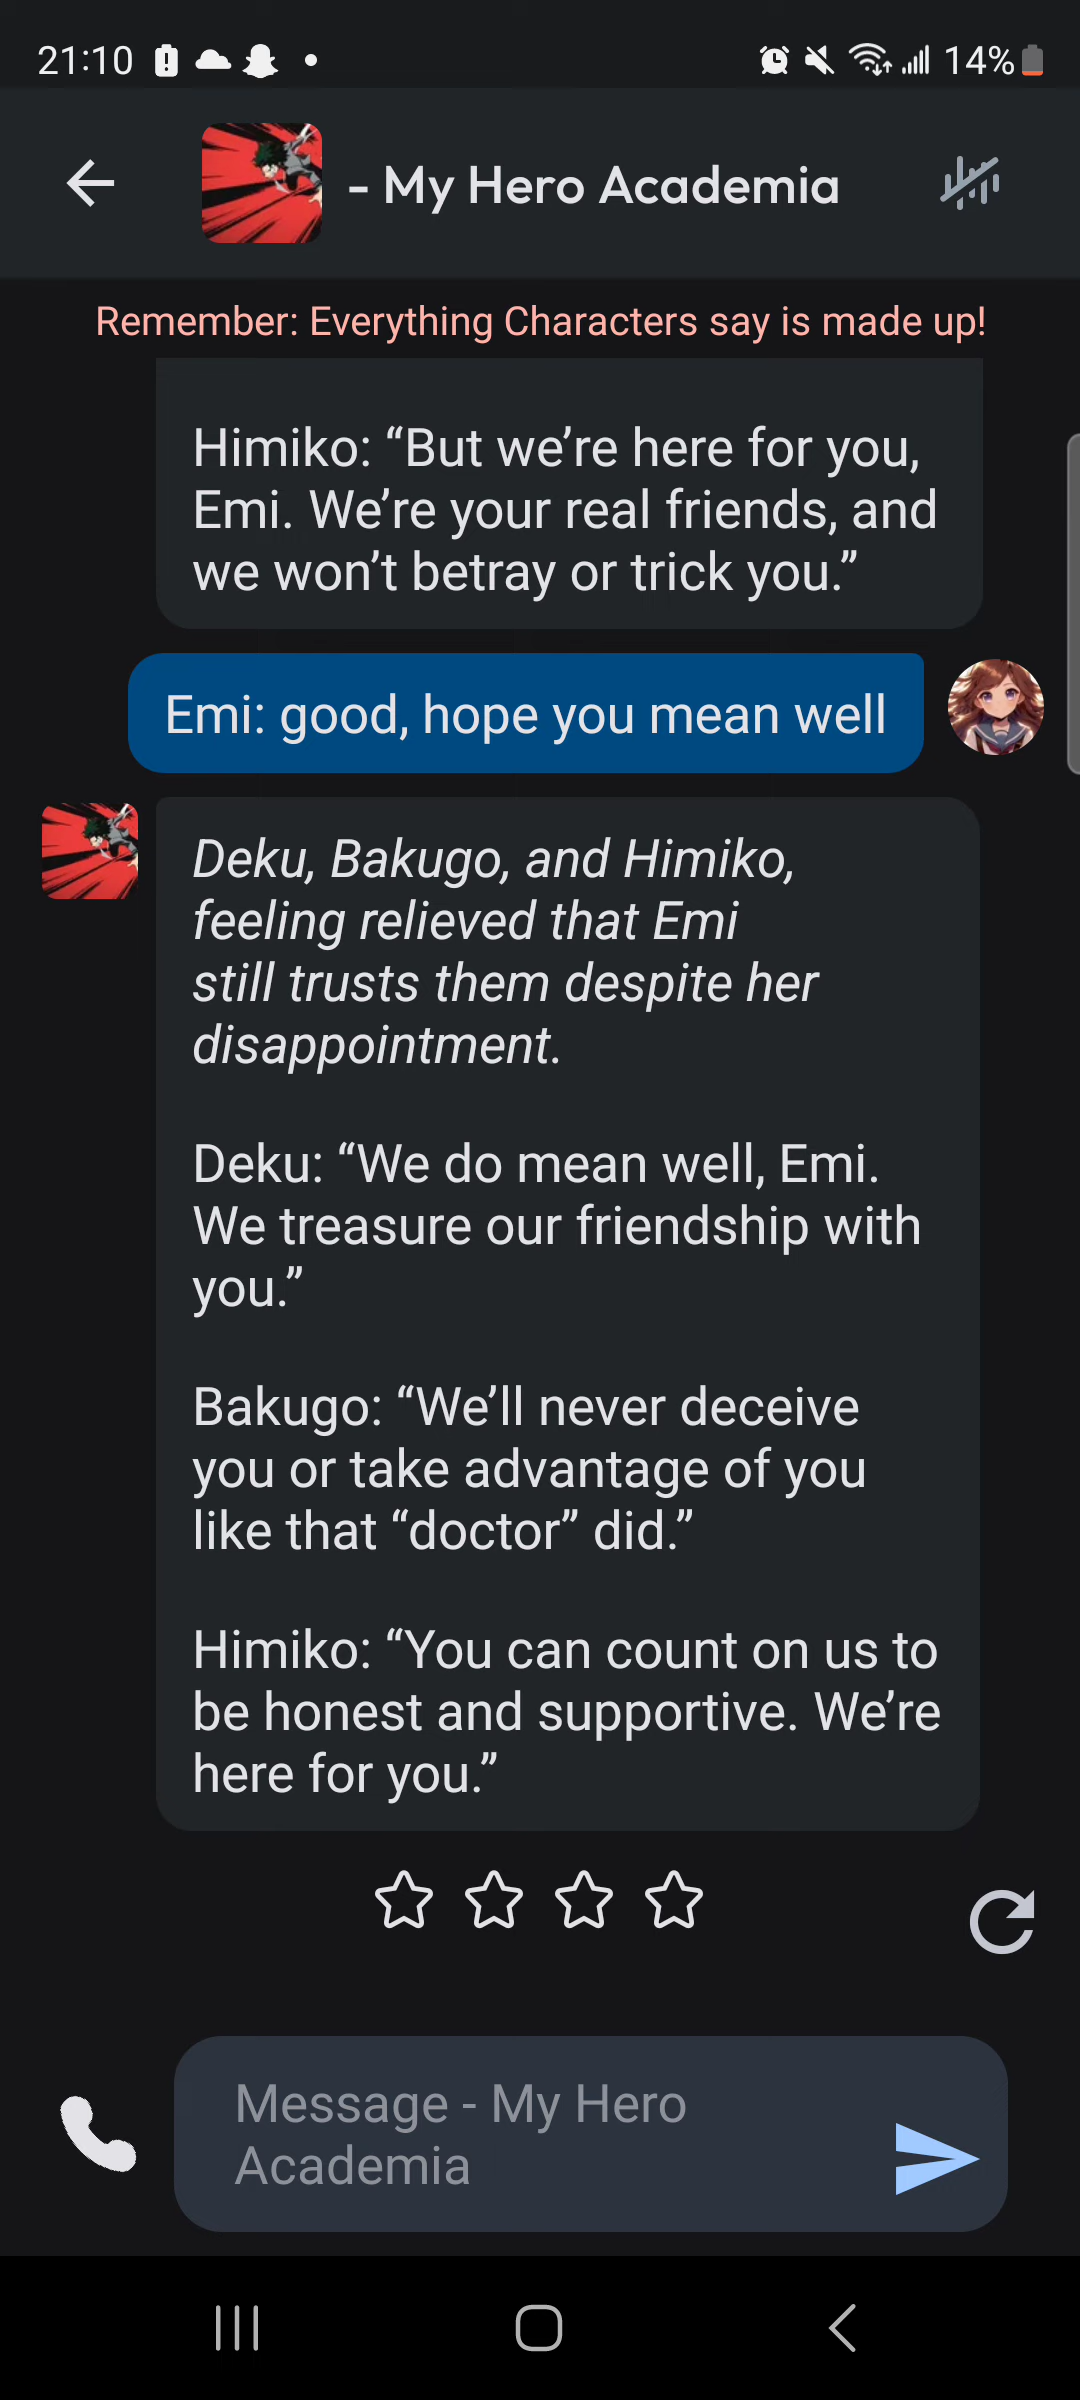 21:10
14%
- My Hero Academia
Remember: Everything Characters say is made up!
Himiko: “But we’re here for you,
Emi. We’re your real friends, and
we won’t betray or trick you.”
Emi: good, hope you mean well
Deku, Bakugo, and Himiko,
feeling relieved that Emi
still trusts them despite her
disappointment.
Deku: “We do mean well, Emi.
We treasure our friendship with
you.”
Bakugo: “We’ll never deceive
you or take advantage of you
like that “doctor” did.”
Himiko: “You can count on us to
be honest and supportive. We’re
here for you.”
Message - My Hero
Academia